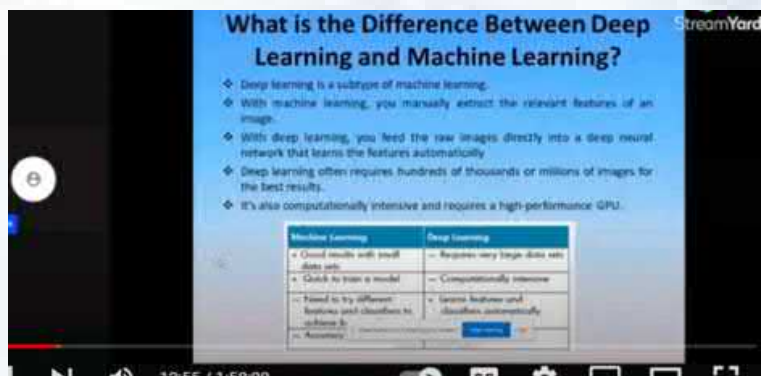 What is the Difference Between Deep
StreamYard
Learning and Machine Learning?
❖ Deep learning is a subtype of machine learning.
❖ With machine learning, you manually extract the relevant features of an
image.
❖ With deep learning, you feed the raw images directly into a deep neural
network that learns the features automatically
❖ Deep learning often requires hundreds of thousands or millions of images for
the best results.
❖ It's also computationally intensive and requires a high-performance GPU.
Machine Learning Deep Learning
+ Good results with small — Requires very large data sets
data sets
+ Quick to train a model — Computationally intensive
— Need to try different + Learns features and
features and classifiers to classifiers automatically
achieve
— Accuracy